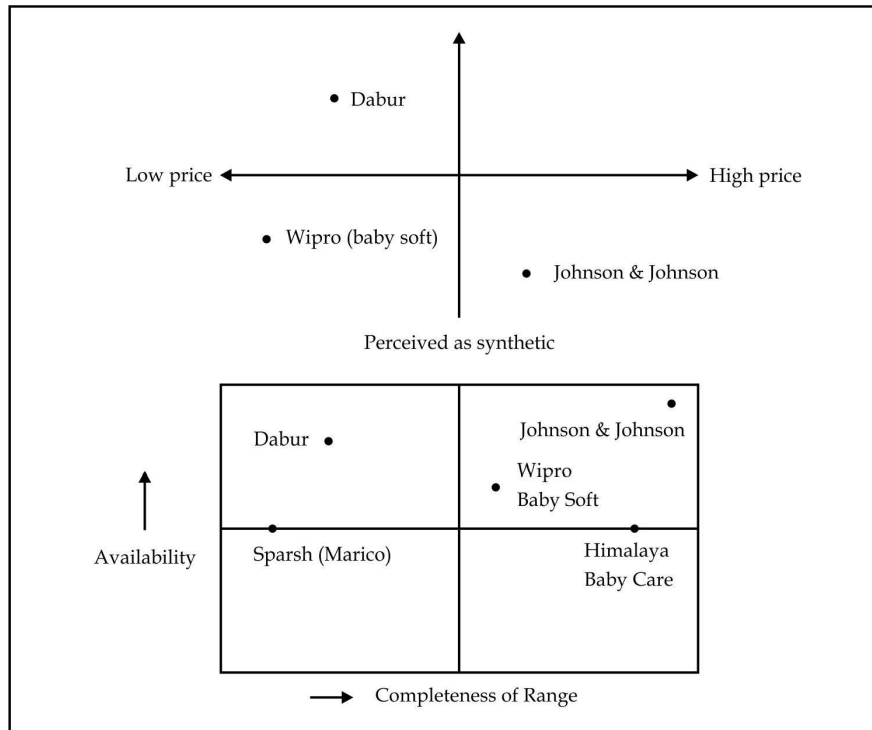 Dabur
Low price
High price
Wipro (baby soft)
Johnson & Johnson
Perceived as synthetic
Dabur
Johnson & Johnson
Wipro
Baby Soft
Availability
Sparsh (Marico)
Himalaya
Baby Care
Completeness of Range